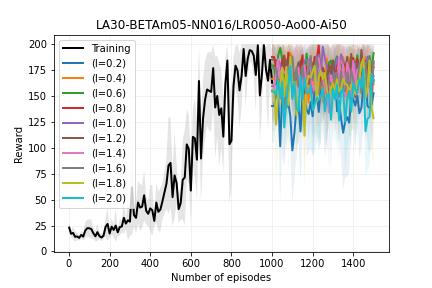 LA30-BETAm05-NN016/LR0050-Ao00-Ai50
Reward
200
175
150
125
100
75
50
25
0
Training
(l=0.2)
(l=0.4)
(l=0.6)
(l=0.8)
(l=1.0)
(l=1.2)
(l=1.4)
(l=1.6)
(l=1.8)
(l=2.0)
0 200 400 600 800 1000 1200 1400
Number of episodes